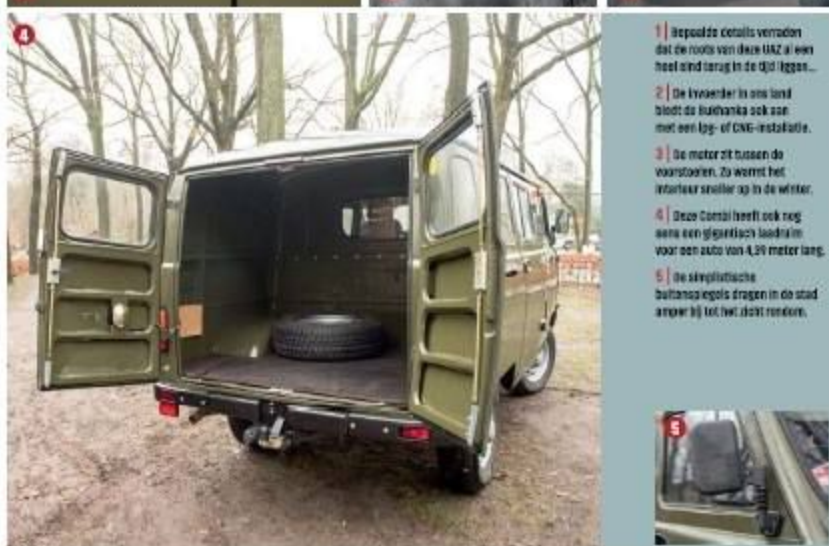 4
1 | Bepaalde details verraden
dat de roots van deze UAZ al een
heel eind terug in de tijd liggen...
2 | De invoerder in ons land
biedt de Bukhanka ook aan
met een lpg- of CNG-installatie.
3 | De motor zit tussen de
voorstoelen. Zo warmt het
interieur sneller op in de winter.
4 | Deze Combi heeft ook nog
eens een gigantisch laadruim
voor een auto van 4,39 meter lang.
5 | De simplistische
buitenspiegels dragen in de stad
amper bij tot het zicht rondom.
5